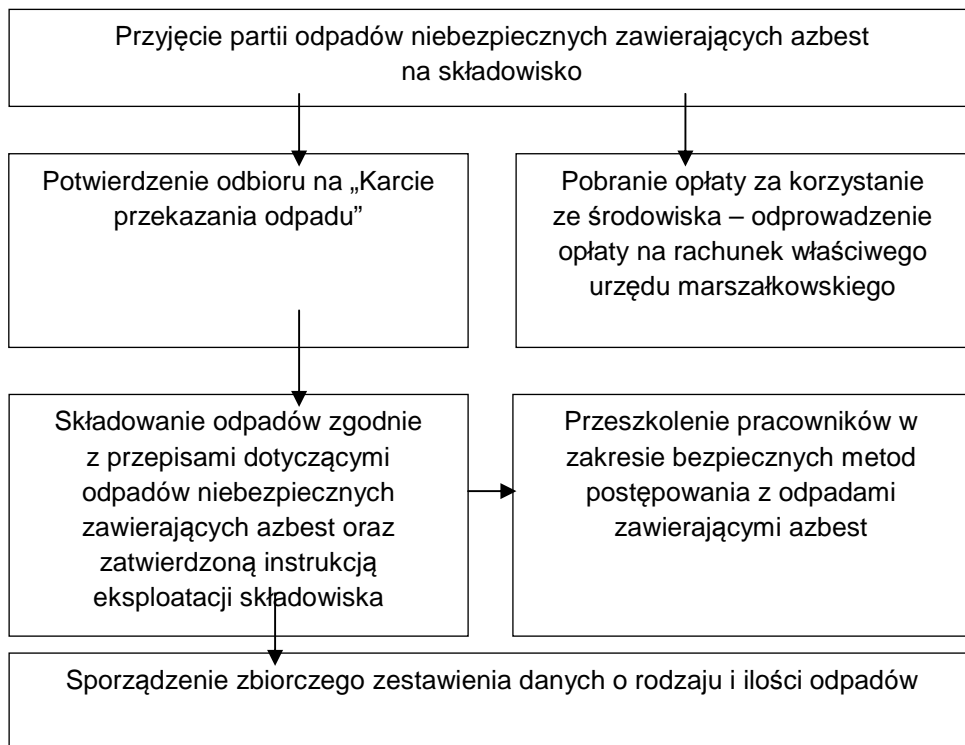 Przyjęcie partii odpadów niebezpiecznych zawierających azbest
na składowisko
Potwierdzenie odbioru na „Karcie
przekazania odpadu”
Pobranie opłaty za korzystanie
ze środowiska – odprowadzenie
opłaty na rachunek właściwego
urzędu marszałkowskiego
Składowanie odpadów zgodnie
z przepisami dotyczącymi
odpadów niebezpiecznych
zawierających azbest oraz
zatwierdzoną instrukcją
eksploatacji składowiska
Przeszkolenie pracowników w
zakresie bezpiecznych metod
postępowania z odpadami
zawierającymi azbest
Sporządzenie zbiorczego zestawienia danych o rodzaju i ilości odpadów